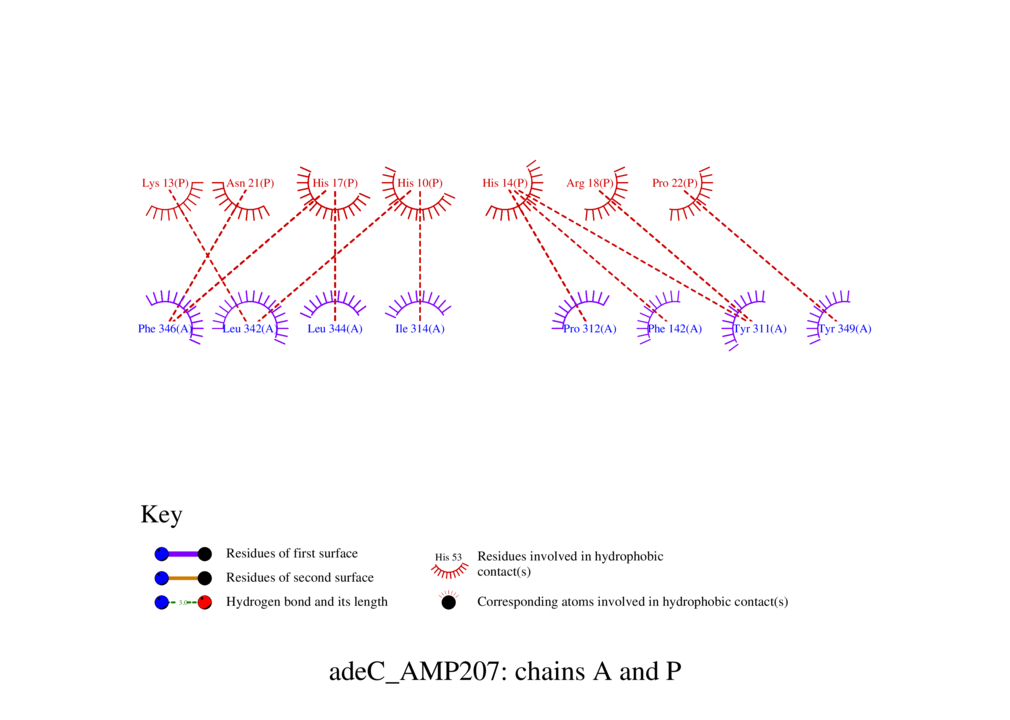 Lys 13(P) Asn 21(P) His 17(P) His 10(P) His 14(P) Arg 18(P) Pro 22(P)
Phe 346(A) Leu 342(A) Leu 344(A) Ile 314(A) Pro 312(A) Phe 142(A) Tyr 311(A) Tyr 349(A)
Key
Residues of first surface
Residues of second surface
3.0
Hydrogen bond and its length
His 53
Residues involved in hydrophobic
contact(s)
Corresponding atoms involved in hydrophobic contact(s)
adeC_AMP207: chains A and P